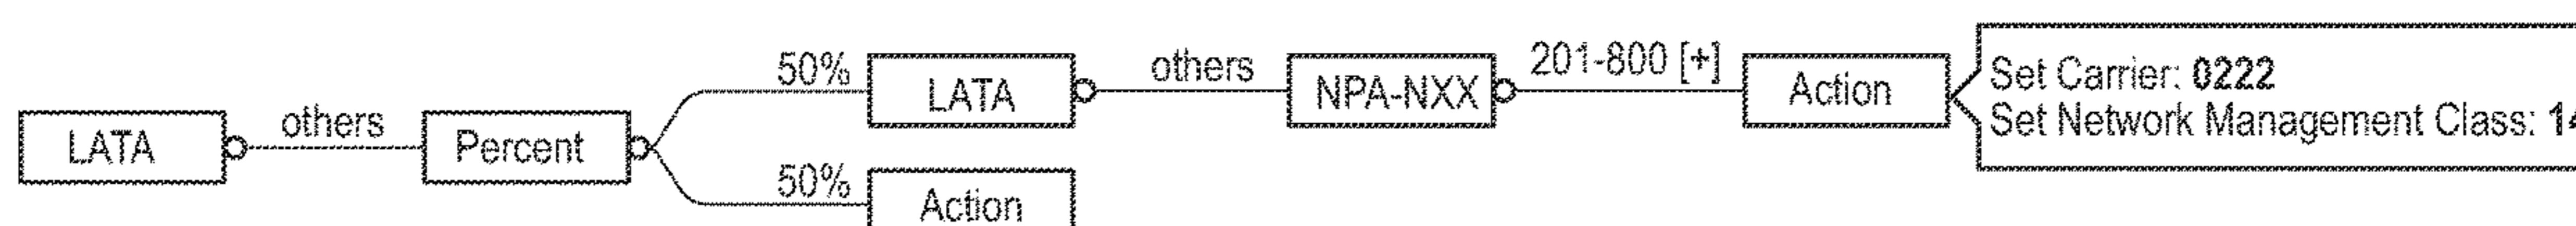 LATA
others
Percent
50%
LATA
others
NPA-NXX
201-800 [+]
Action
Set Carrier: 0222
Set Network Management Class:
50%
Action